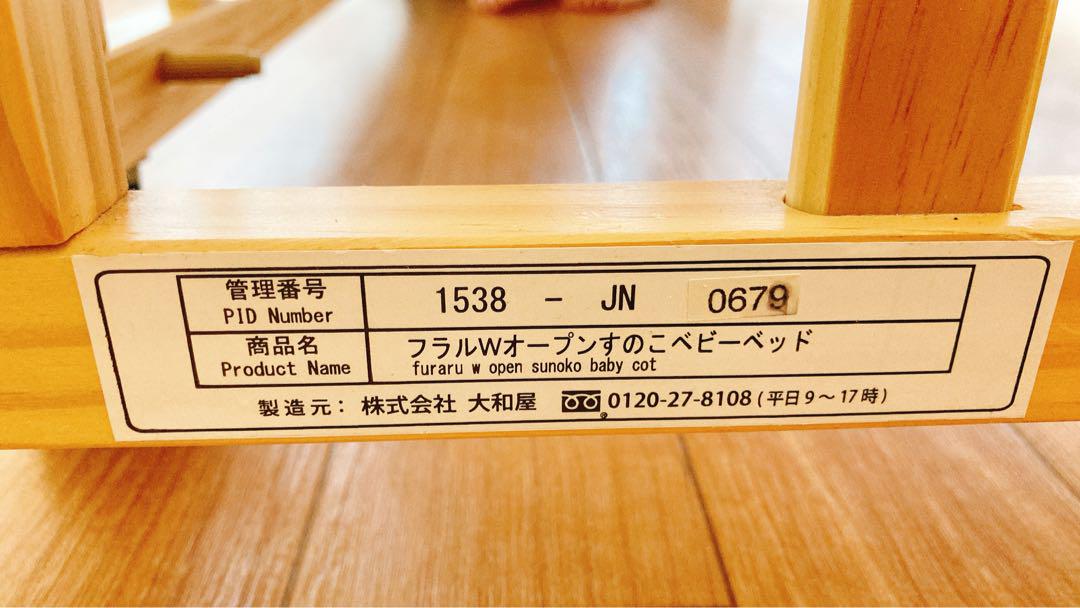 管理番号 1538 - JN 0679
PID Number
商品名 フラルWオープンすのこベビーベッド
Product Name furaru w open sunoko baby cot
製造元: 株式会社 大和屋 0120-27-8108 (平日9～17時)